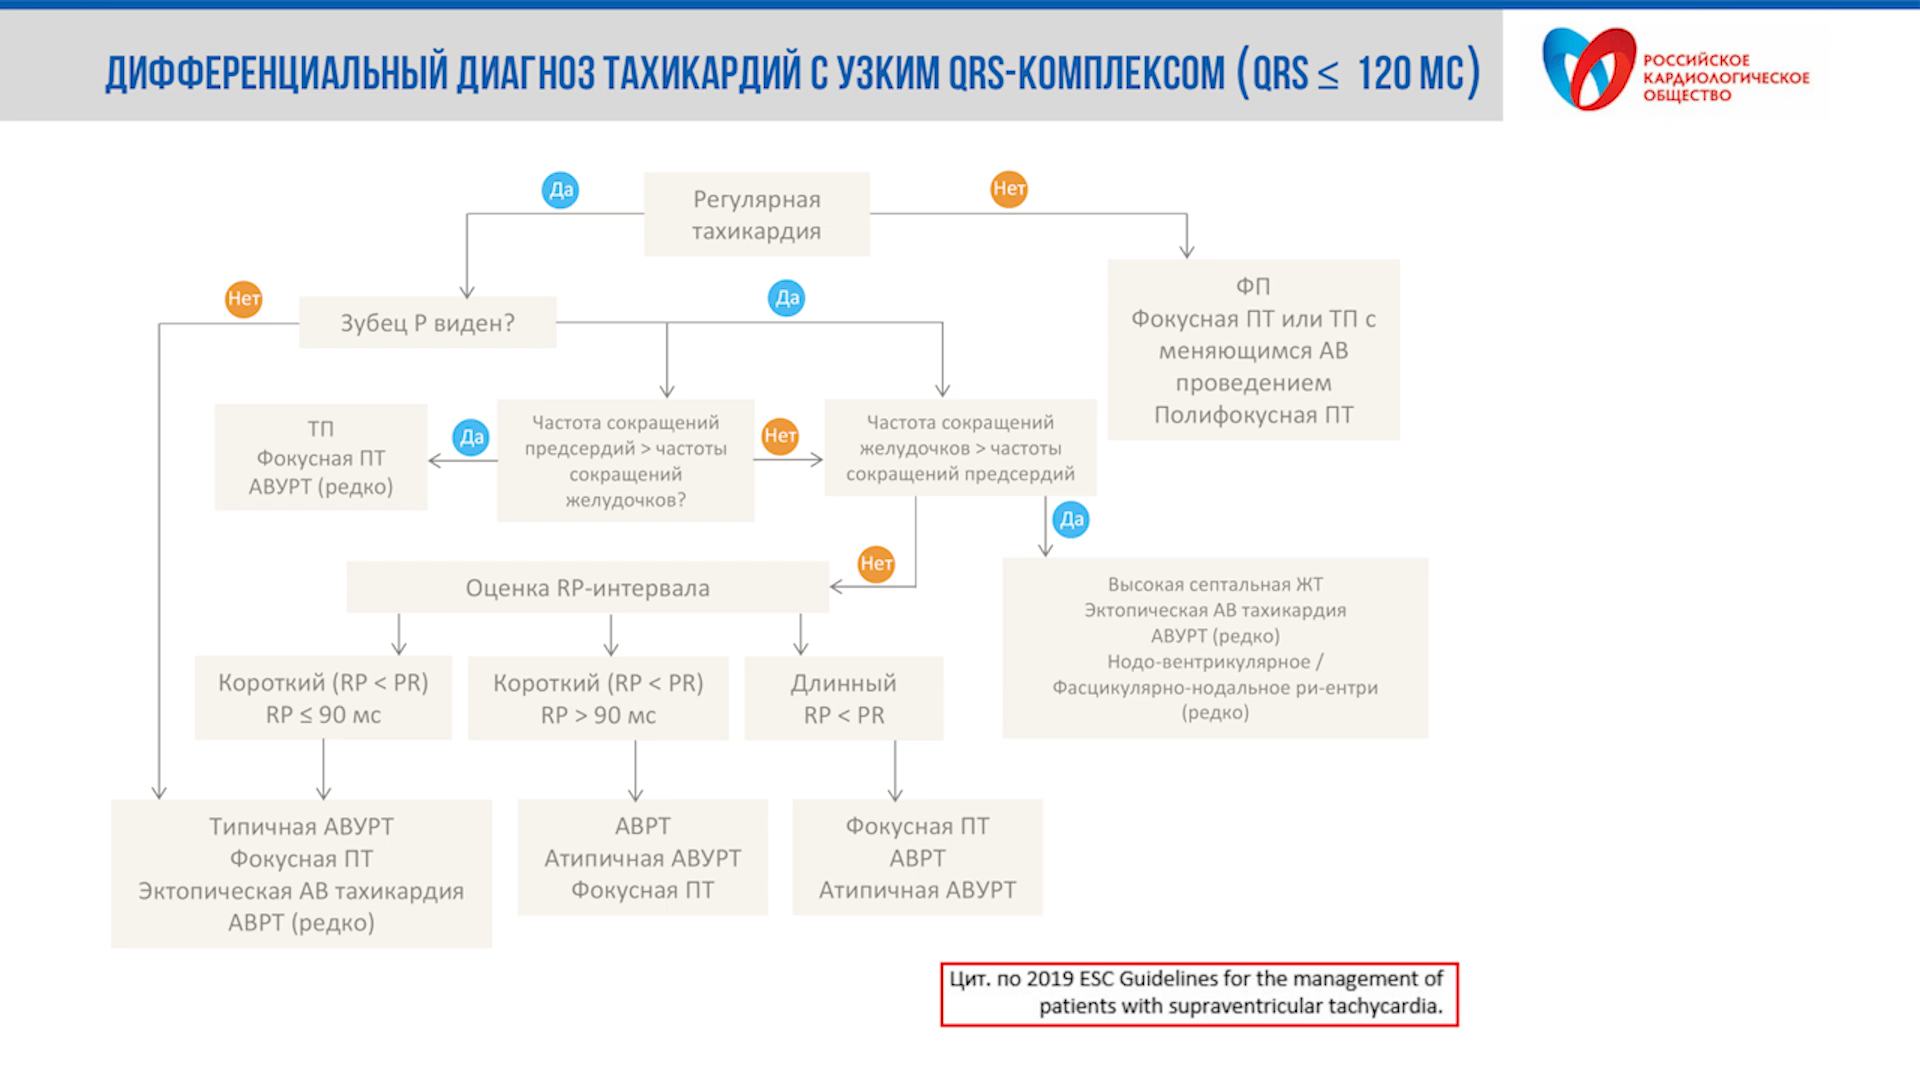 ДИФФЕРЕНЦИАЛЬНЫЙ ДИАГНОЗ ТАХИКАРДИЙ С УЗКИМ QRS-КОМПЛЕКСОМ (QRS ≤ 120 МС)
РОССИЙСКОЕ
КАРДИОЛОГИЧЕСКОЕ
ОБЩЕСТВО
Да
Регулярная
тахикардия
Нет
Нет
Зубец Р виден?
Да
ФП
Фокусная ПТ или ТП с
меняющимся АВ
проведением
Полифокусная ПТ
ТП
Фокусная ПТ
АВУРТ (редко)
Да
Частота сокращений
предсердий > частоты
сокращений
желудочков?
Нет
Частота сокращений
желудочков > частоты
сокращений предсердий
Да
Нет
Оценка RP-интервала
Высокая септальная ЖТ
Эктопическая АВ тахикардия
АВУРТ (редко)
Нодо-вентрикулярное /
Фасцикулярно-нодальное ри-ентри
(редко)
Короткий (RP < PR)
RP ≤ 90 мс
Короткий (RP < PR)
RP > 90 мс
Длинный
RP < PR
Типичная АВУРТ
Фокусная ПТ
Эктопическая АВ тахикардия
АВРТ (редко)
АВРТ
Атипичная АВУРТ
Фокусная ПТ
Фокусная ПТ
АВРТ
Атипичная АВУРТ
Цит. по 2019 ESC Guidelines for the management of
patients with supraventricular tachycardia.